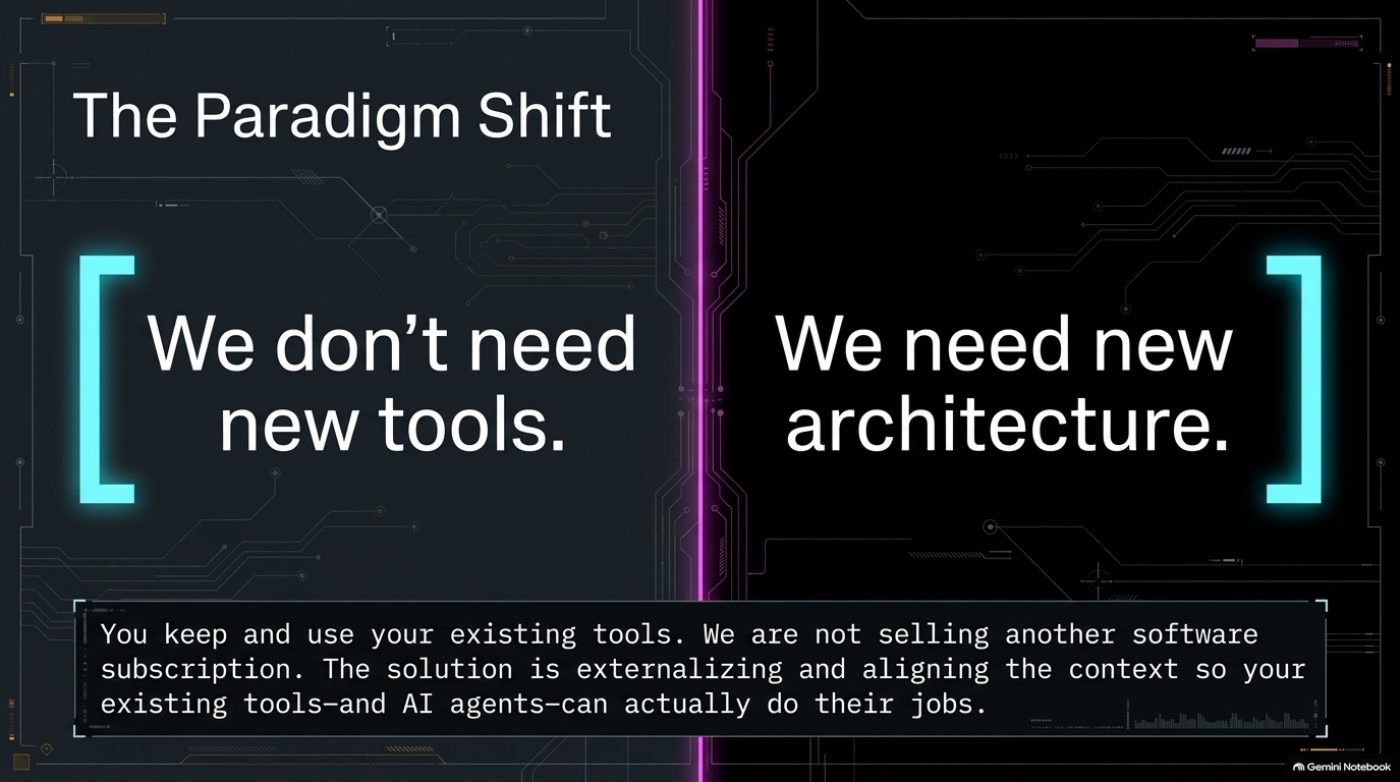 The Paradigm Shift
We don’t need
new tools.
We need new
architecture.
You keep and use your existing tools. We are not selling another software
subscription. The solution is externalizing and aligning the context so your
existing tools–and AI agents–can actually do their jobs.
Gemini Notebook